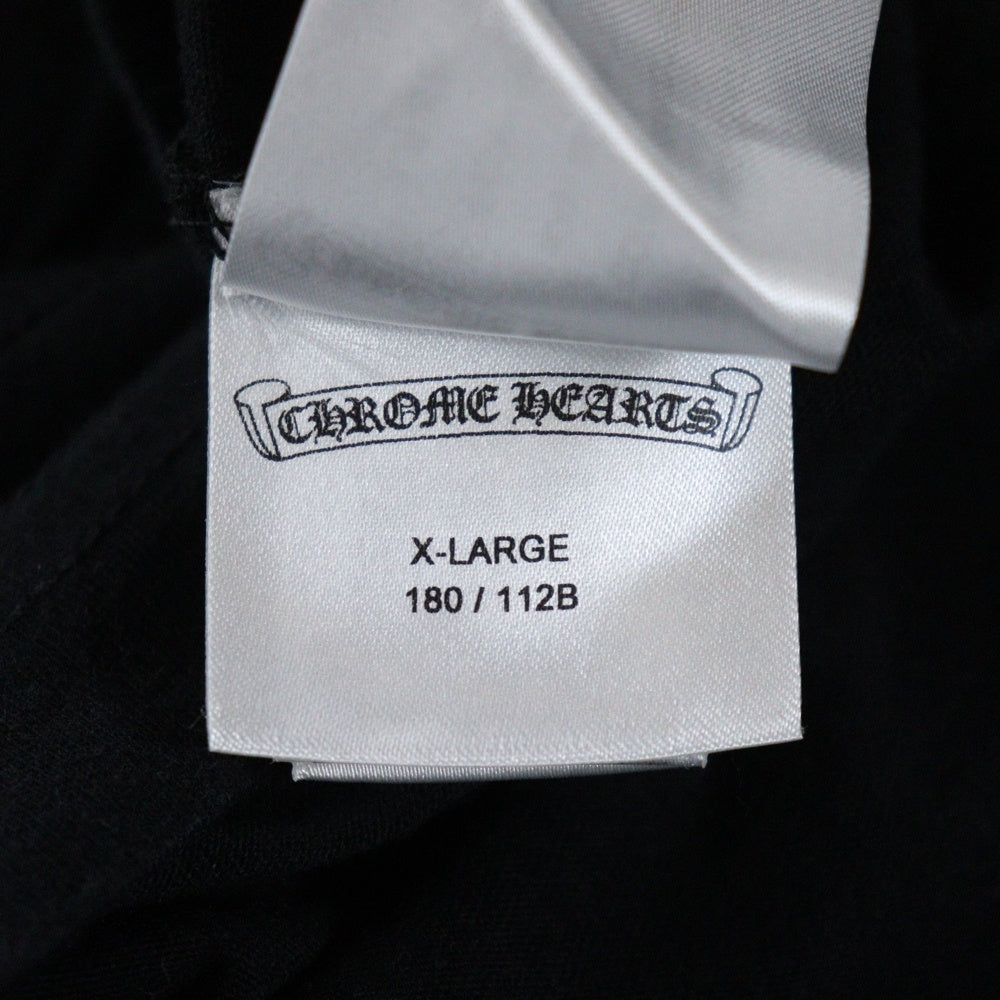 CHROME HEARTS
X-LARGE
180 / 112B